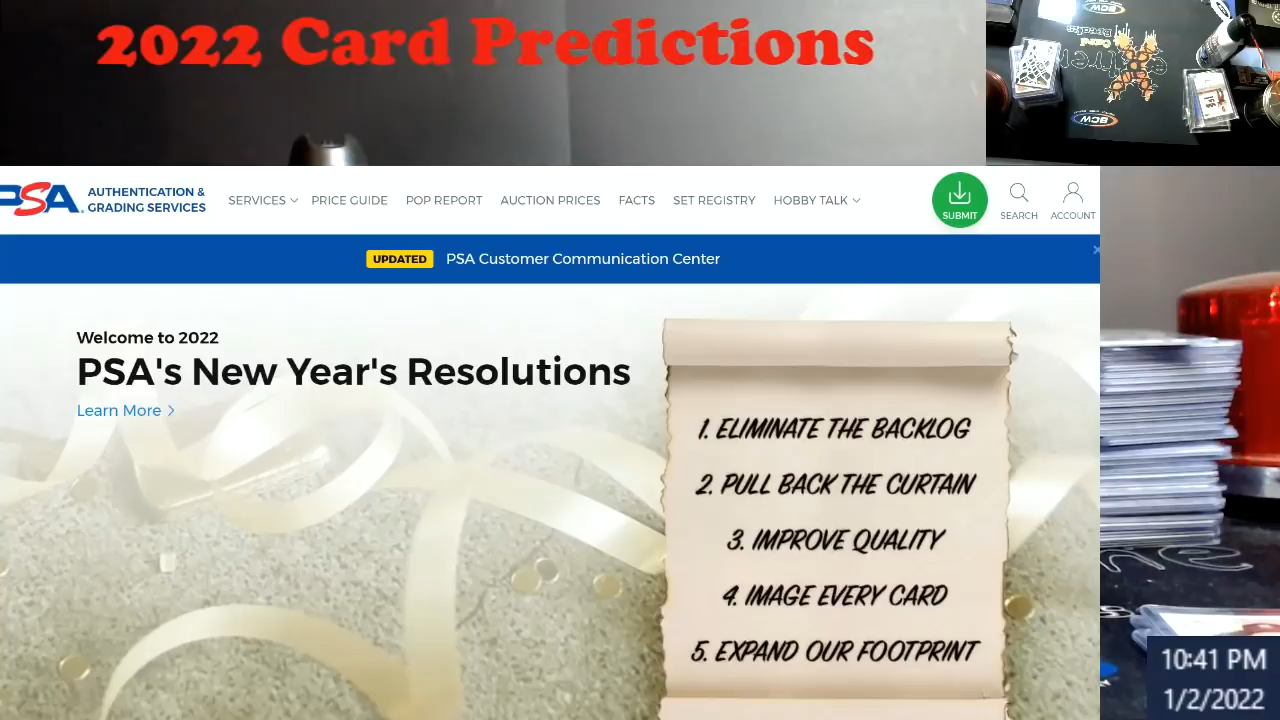 2022 Card Predictions
BCW
PSA
AUTHENTICATION &
GRADING SERVICES
SERVICES
PRICE GUIDE
POP REPORT
AUCTION PRICES
FACTS
SET REGISTRY
HOBBY TALK
SUBMIT
SEARCH
ACCOUNT
UPDATED
PSA Customer Communication Center
Welcome to 2022
PSA's New Year's Resolutions
Learn More
1. ELIMINATE THE BACKLOG
2. PULL BACK THE CURTAIN
3. IMPROVE QUALITY
4. IMAGE EVERY CARD
5. EXPAND OUR FOOTPRINT
10:41 PM
1/2/2022